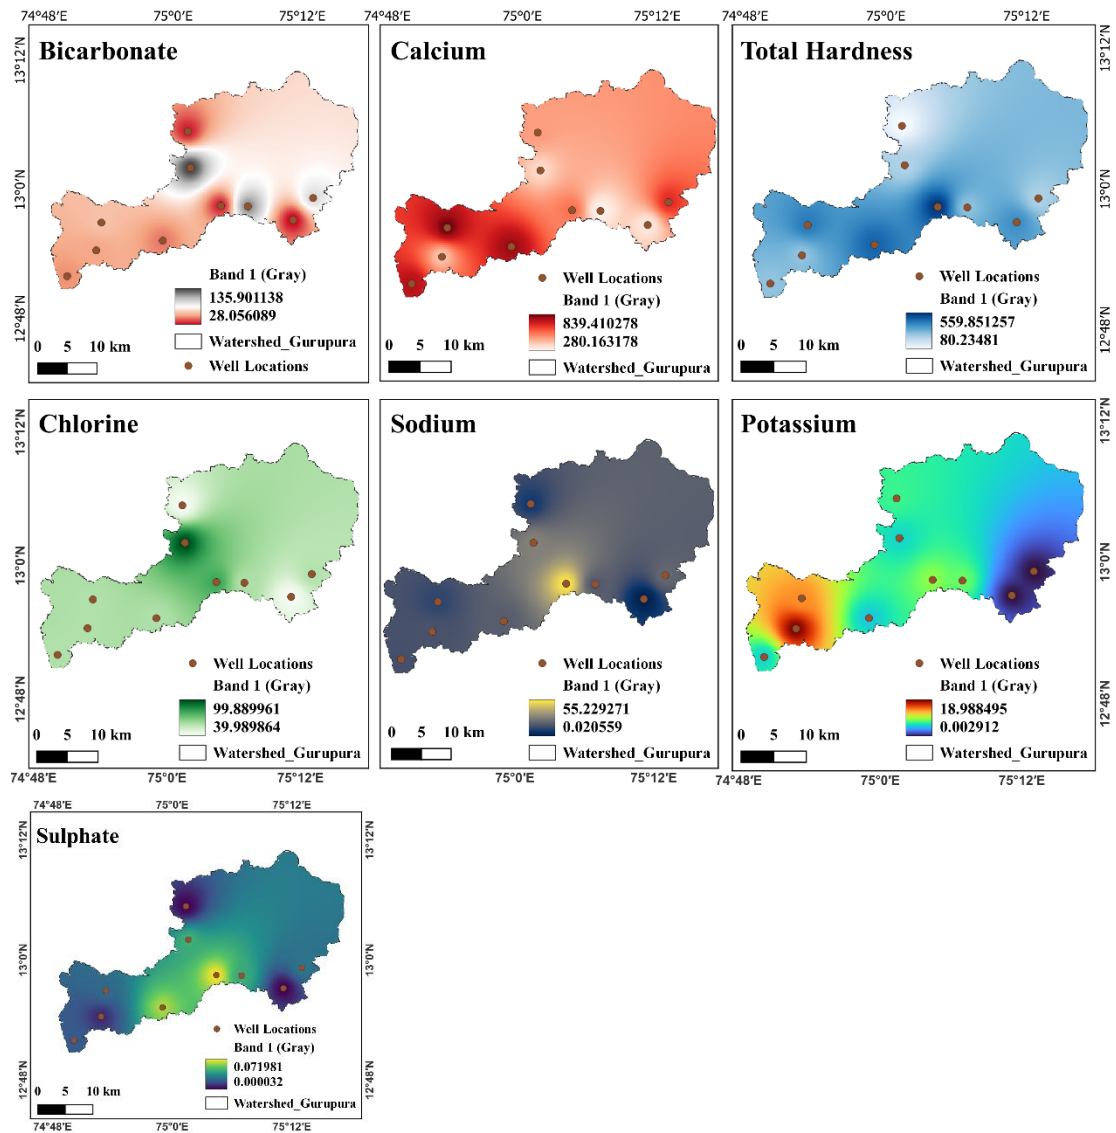 74°48'E 75°0'E 75°12'E 74°48'E 75°0'E 75°12'E
Bicarbonate
13°12'N
13°0'N
12°48'N
Band 1 (Gray)
135.901138
28.056089
Watershed_Gurupura
Well Locations
0 5 10 km
Calcium
Well Locations
Band 1 (Gray)
839.410278
280.163178
Watershed_Gurupura
0 5 10 km
Total Hardness
13°12'N
13°0'N
12°48'N
Well Locations
Band 1 (Gray)
559.851257
80.23481
Watershed_Gurupura
0 5 10 km
Chlorine
13°12'N
13°0'N
12°48'N
Well Locations
Band 1 (Gray)
99.889961
39.989864
Watershed_Gurupura
0 5 10 km
Sodium
Well Locations
Band 1 (Gray)
55.229271
0.020559
Watershed_Gurupura
0 5 10 km
Potassium
13°12'N
13°0'N
12°48'N
Well Locations
Band 1 (Gray)
18.988495
0.002912
Watershed_Gurupura
0 5 10 km
74°48'E 75°0'E 75°12'E 75°0'E 75°12'E 74°48'E 75°0'E 75°12'E
74°48'E 75°0'E 75°12'E
Sulphate
13°12'N 13°12'N
13°0'N 13°0'N
12°48'N 12°48'N
Well Locations
Band 1 (Gray)
0.071981
0.000032
Watershed_Gurupura
0 5 10 km
74°48'E 75°0'E 75°12'E